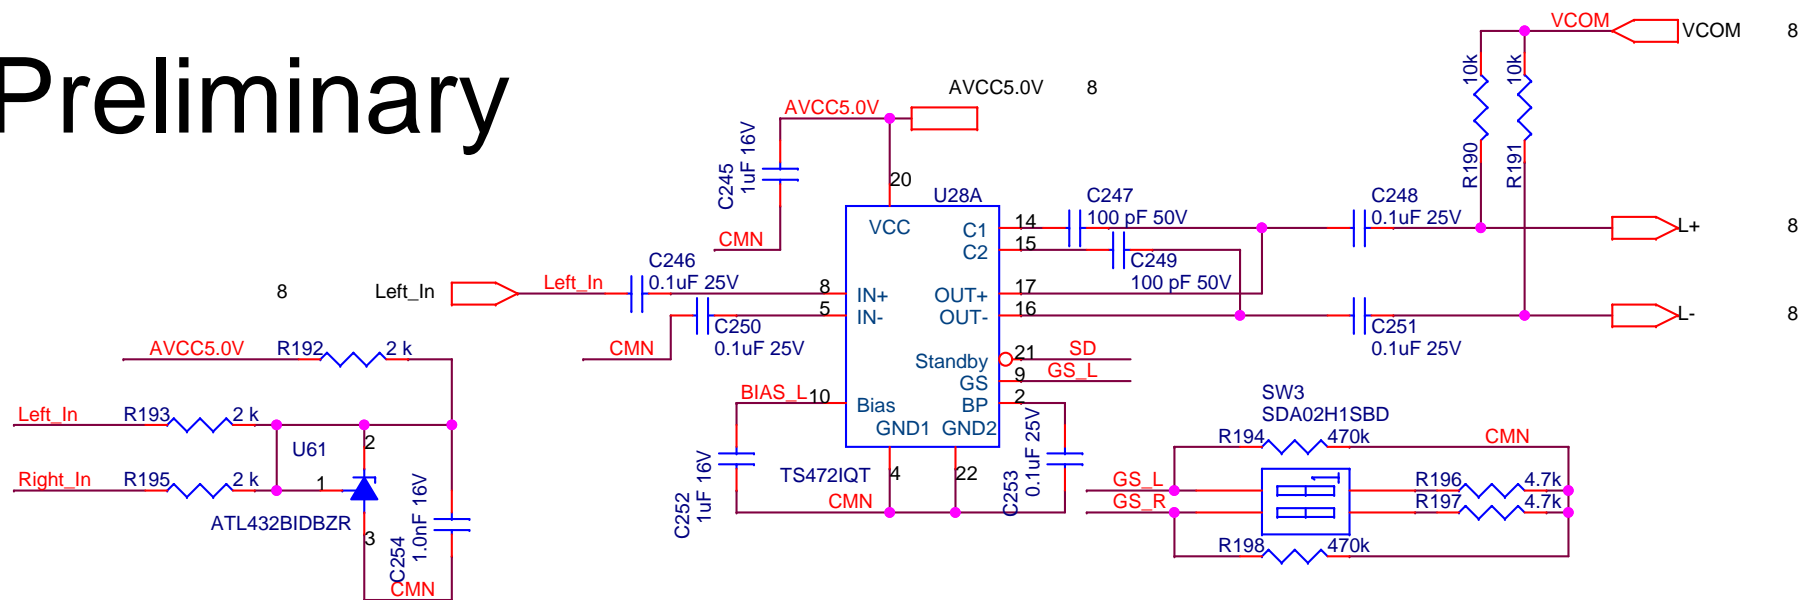 Preliminary
VCOM
VCOM
8
10k
10k
R190
R191
AVCC5.0V
8
AVCC5.0V
C245
1uF 16V
CMN
20
U28A
VCC
C1
C2
14
15
C247
100 pF 50V
C249
100 pF 50V
C248
0.1uF 25V
L+
8
C246
0.1uF 25V
8
Left_In
Left_In
8
IN+
OUT+
17
5
IN-
OUT-
16
C250
0.1uF 25V
CMN
C251
0.1uF 25V
L-
8
AVCC5.0V
R192
2 k
Standby
21
SD
GS
9
GS_L
BIAS_L
10
Bias
BP
2
GND1
GND2
TS472IQT
4
22
C252
1uF 16V
CMN
C253
0.1uF 25V
Left_In
R193
2 k
2
U61
Right_In
R195
2 k
1
ATL432BIDBZR
3
C254
1.0nF 16V
CMN
SW3
SDA02H1SBD
R194
470k
CMN
GS_L
1
R196
4.7k
GS_R
R197
4.7k
R198
470k